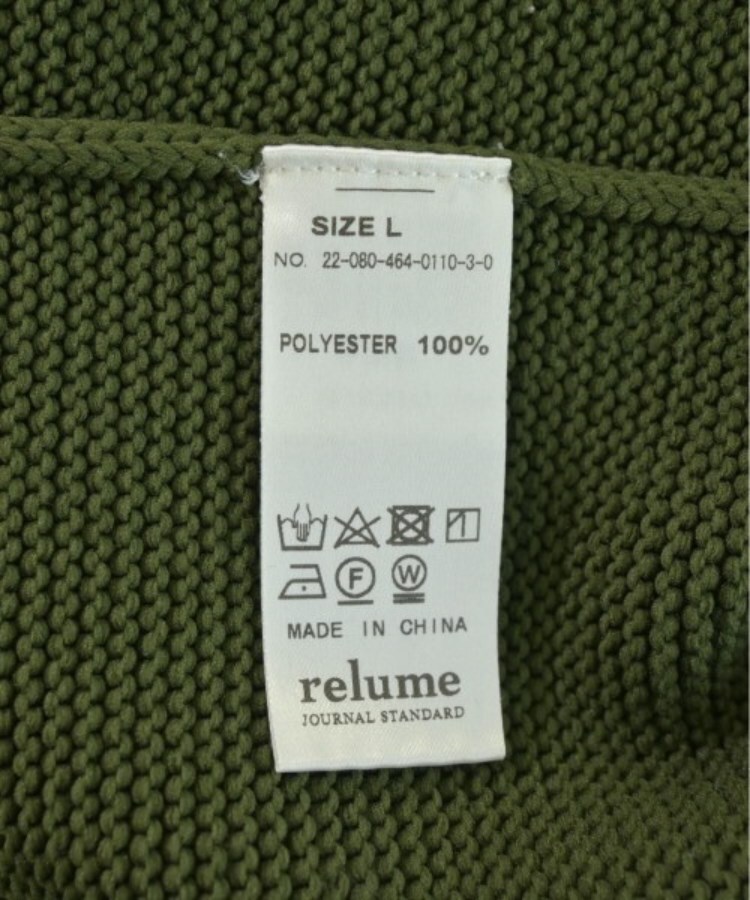 SIZE L
NO. 22-080-464-0110-3-0
POLYESTER 100%
F W
MADE IN CHINA
relume
JOURNAL STANDARD